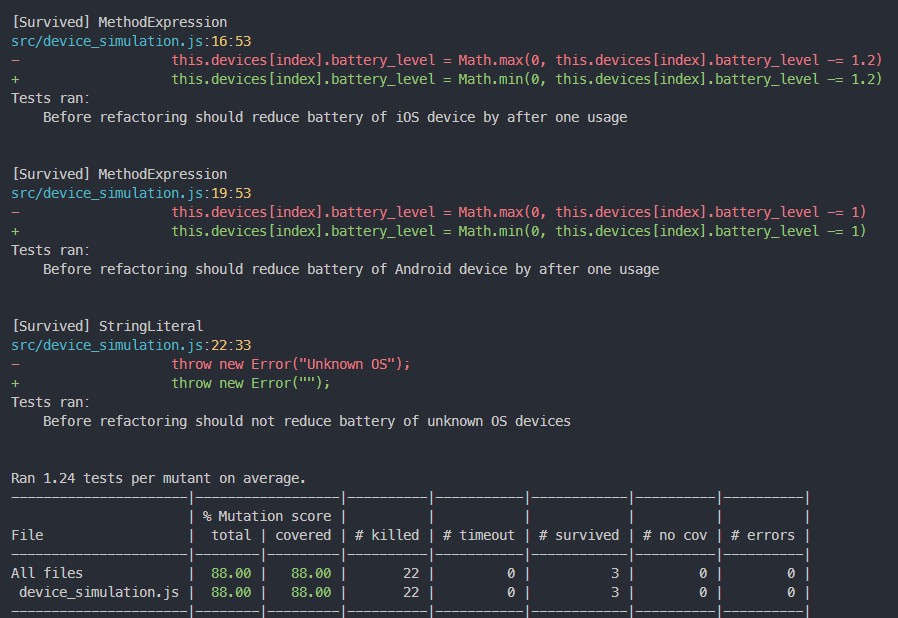 [Survived] MethodExpression
src/device_simulation.js:16:53
-                   this.devices[index].battery_level = Math.max(0, this.devices[index].battery_level -= 1.2)
+                   this.devices[index].battery_level = Math.min(0, this.devices[index].battery_level -= 1.2)
Tests ran:
    Before refactoring should reduce battery of iOS device by after one usage
[Survived] MethodExpression
src/device_simulation.js:19:53
-                   this.devices[index].battery_level = Math.max(0, this.devices[index].battery_level -= 1)
+                   this.devices[index].battery_level = Math.min(0, this.devices[index].battery_level -= 1)
Tests ran:
    Before refactoring should reduce battery of Android device by after one usage
[Survived] StringLiteral
src/device_simulation.js:22:33
-                   throw new Error("Unknown OS");
+                   throw new Error("");
Tests ran:
    Before refactoring should not reduce battery of unknown OS devices
Ran 1.24 tests per mutant on average.
----------------------|------------------|----------|-----------|------------|----------|----------|
                      | % Mutation score |          |           |            |          |          |
File                  |  total | covered | # killed | # timeout | # survived | # no cov | # errors |
----------------------|--------|---------|----------|-----------|------------|----------|----------|
All files             |  88.00 |   88.00 |       22 |         0 |          3 |        0 |        0 |
 device_simulation.js |  88.00 |   88.00 |       22 |         0 |          3 |        0 |        0 |
----------------------|--------|---------|----------|-----------|------------|----------|----------|